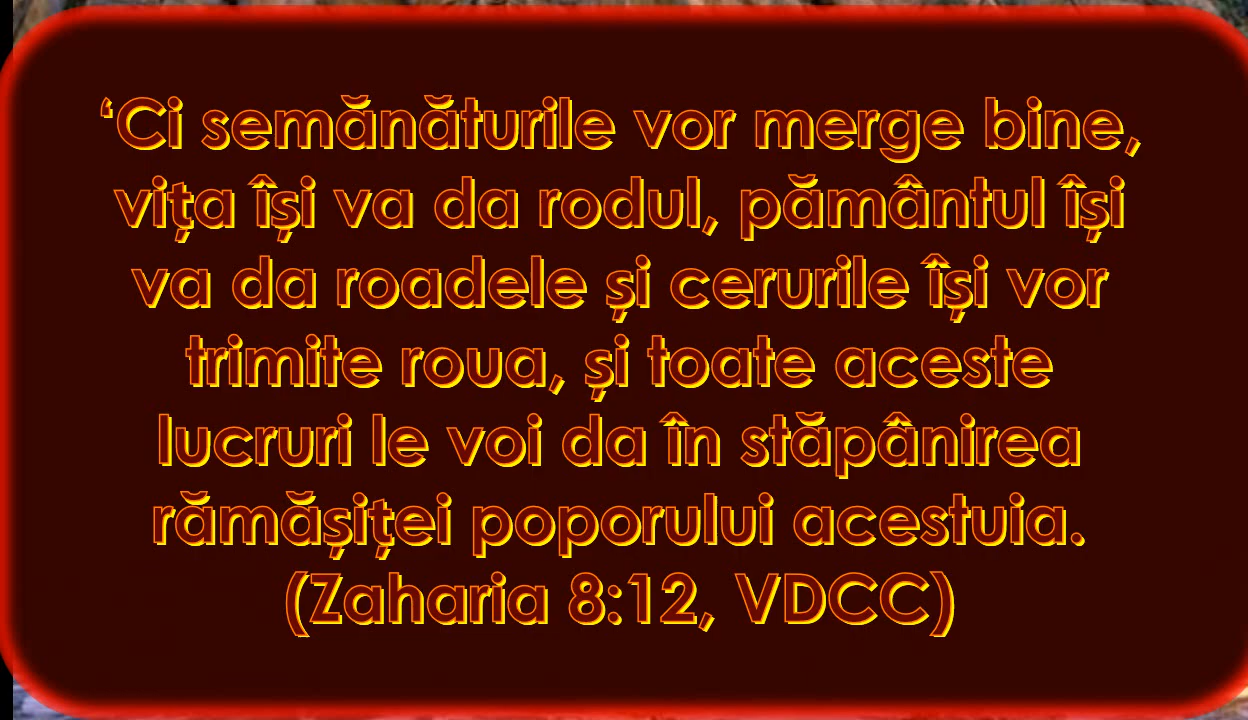 ‘Ci semănăturile vor merge bine,
vița își va da rodul, pământul își
va da roadele și cerurile își vor
trimite roua, și toate aceste
lucruri le voi da în stăpânirea
rămășiței poporului acestuia.
(Zaharia 8:12, VDCC)